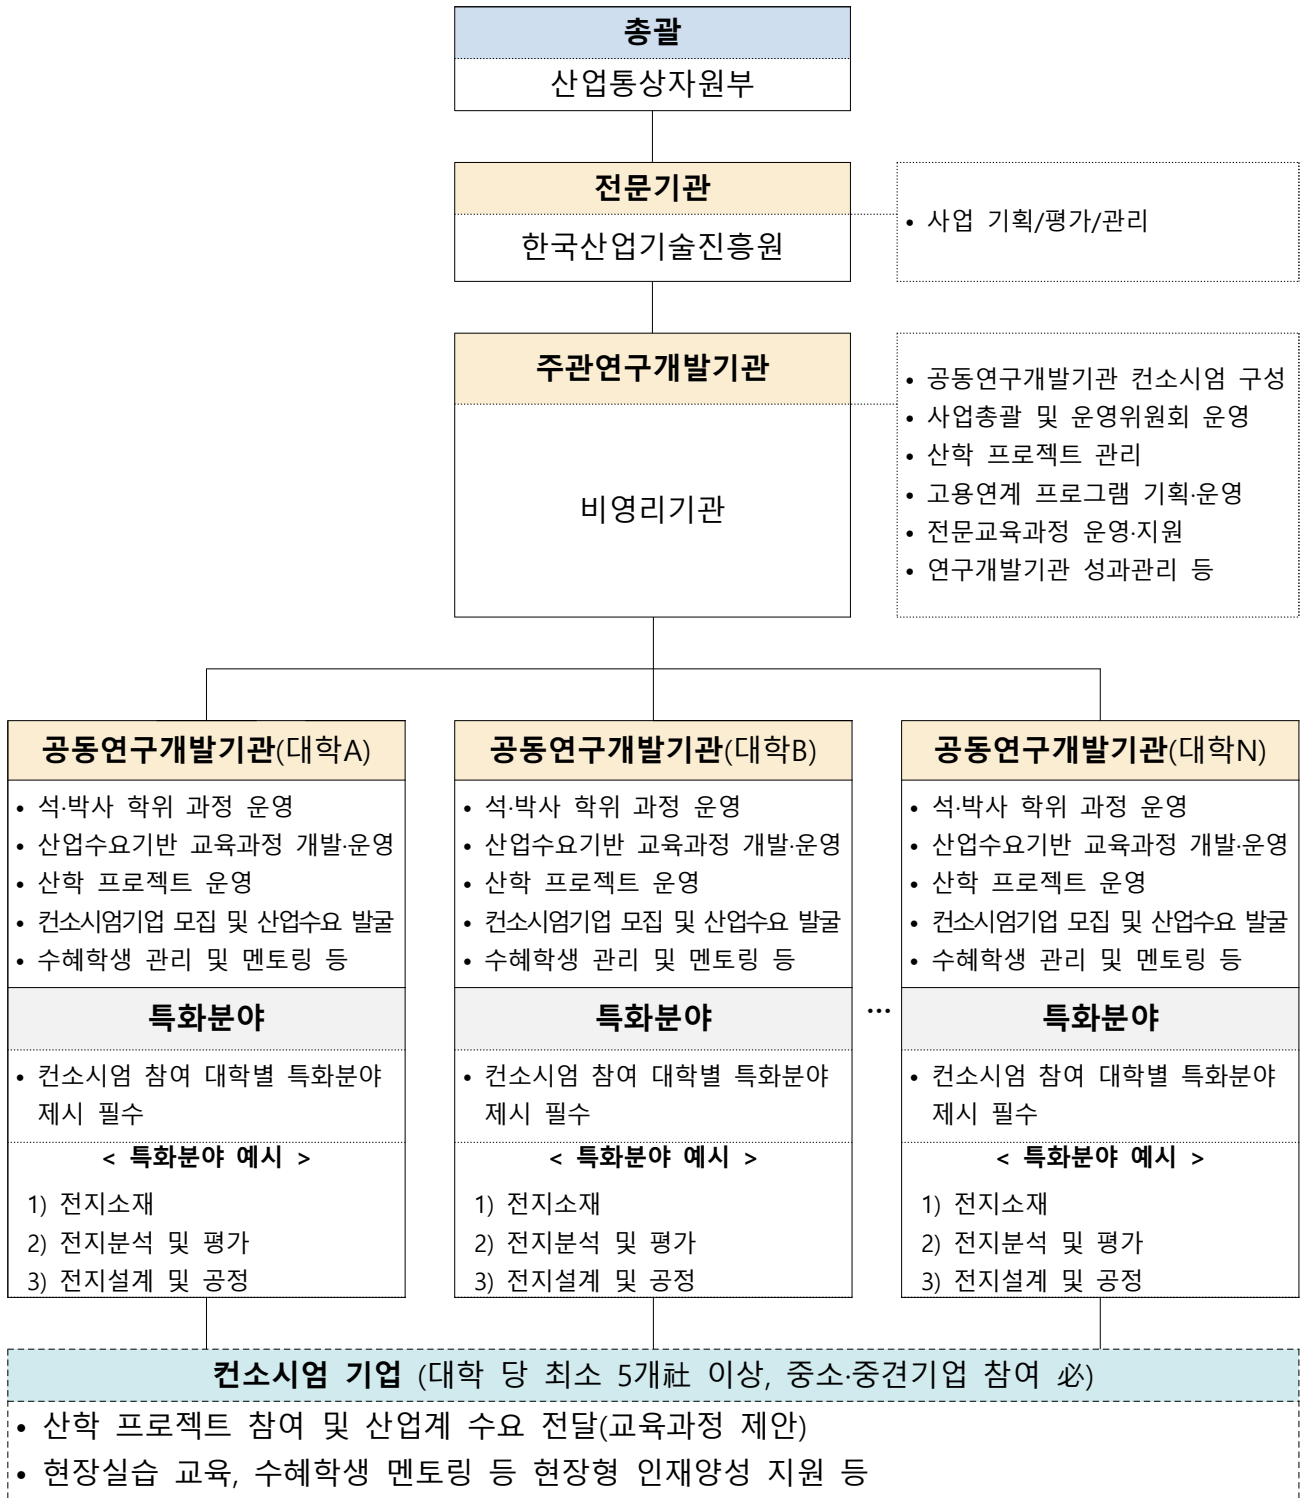 총괄
산업통상자원부
전문기관
한국산업기술진흥원
• 사업 기획/평가/관리
주관연구개발기관
비영리기관
• 공동연구개발기관 컨소시엄 구성
• 사업총괄 및 운영위원회 운영
• 산학 프로젝트 관리
• 고용연계 프로그램 기획·운영
• 전문교육과정 운영·지원
• 연구개발기관 성과관리 등
공동연구개발기관(대학A)
• 석·박사 학위 과정 운영
• 산업수요기반 교육과정 개발·운영
• 산학 프로젝트 운영
• 컨소시엄기업 모집 및 산업수요 발굴
• 수혜학생 관리 및 멘토링 등
특화분야
• 컨소시엄 참여 대학별 특화분야
제시 필수
< 특화분야 예시 >
1) 전지소재
2) 전지분석 및 평가
3) 전지설계 및 공정
공동연구개발기관(대학B)
• 석·박사 학위 과정 운영
• 산업수요기반 교육과정 개발·운영
• 산학 프로젝트 운영
• 컨소시엄기업 모집 및 산업수요 발굴
• 수혜학생 관리 및 멘토링 등
특화분야
• 컨소시엄 참여 대학별 특화분야
제시 필수
< 특화분야 예시 >
1) 전지소재
2) 전지분석 및 평가
3) 전지설계 및 공정
…
공동연구개발기관(대학N)
• 석·박사 학위 과정 운영
• 산업수요기반 교육과정 개발·운영
• 산학 프로젝트 운영
• 컨소시엄기업 모집 및 산업수요 발굴
• 수혜학생 관리 및 멘토링 등
특화분야
• 컨소시엄 참여 대학별 특화분야
제시 필수
< 특화분야 예시 >
1) 전지소재
2) 전지분석 및 평가
3) 전지설계 및 공정
컨소시엄 기업 (대학 당 최소 5개社 이상, 중소·중견기업 참여 必)
• 산학 프로젝트 참여 및 산업계 수요 전달(교육과정 제안)
• 현장실습 교육, 수혜학생 멘토링 등 현장형 인재양성 지원 등